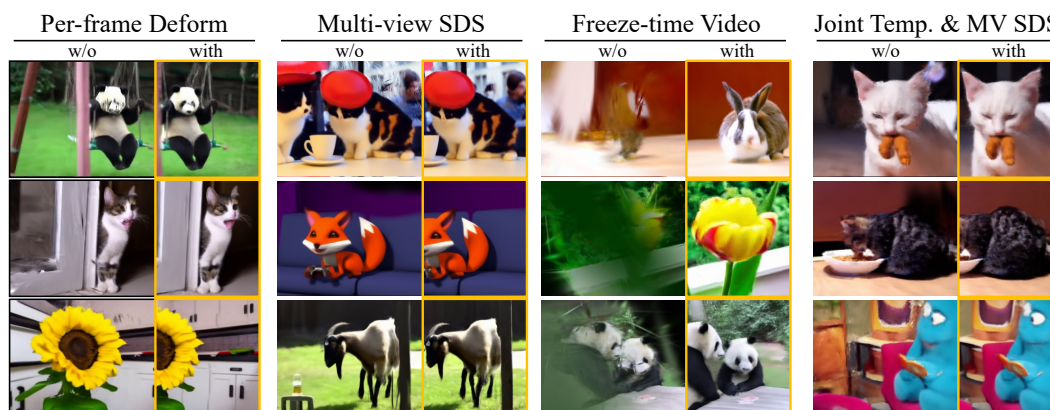 Per-frame Deform
w/o with
Multi-view SDS
w/o with
Freeze-time Video
w/o with
Joint Temp. & MV SDS
w/o with